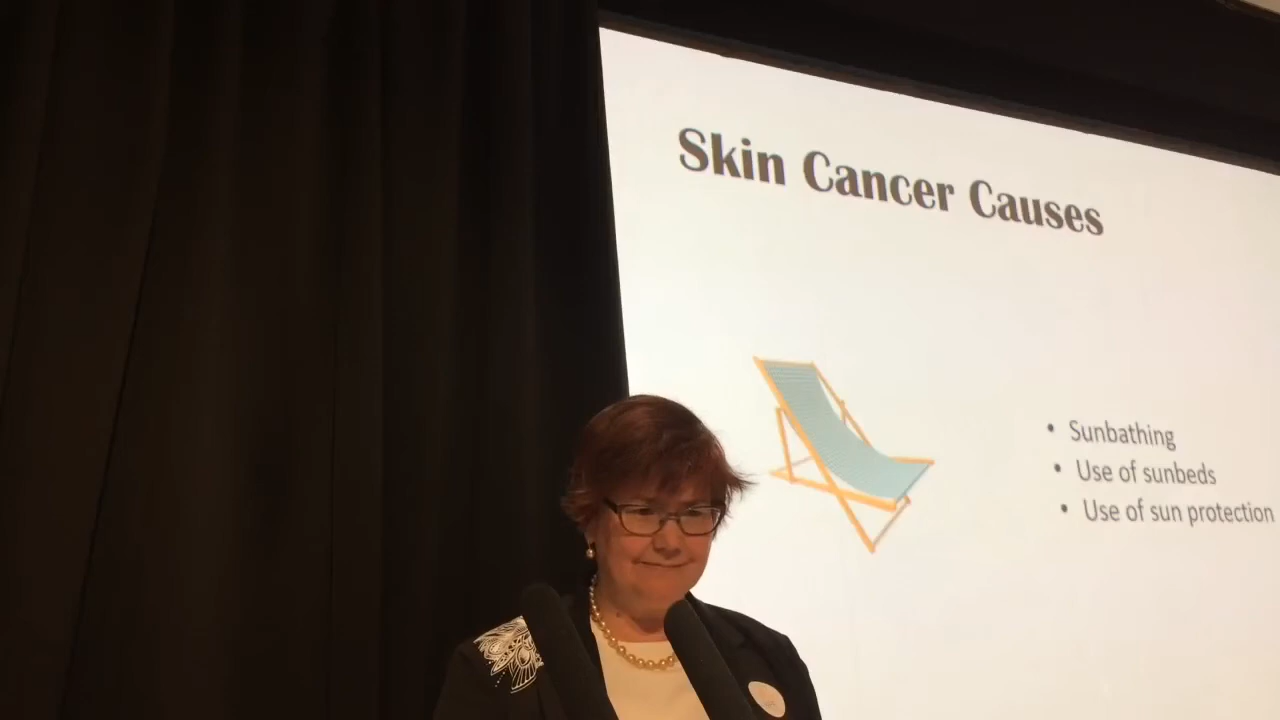 Skin Cancer Causes
• Sunbathing
• Use of sunbeds
• Use of sun protection